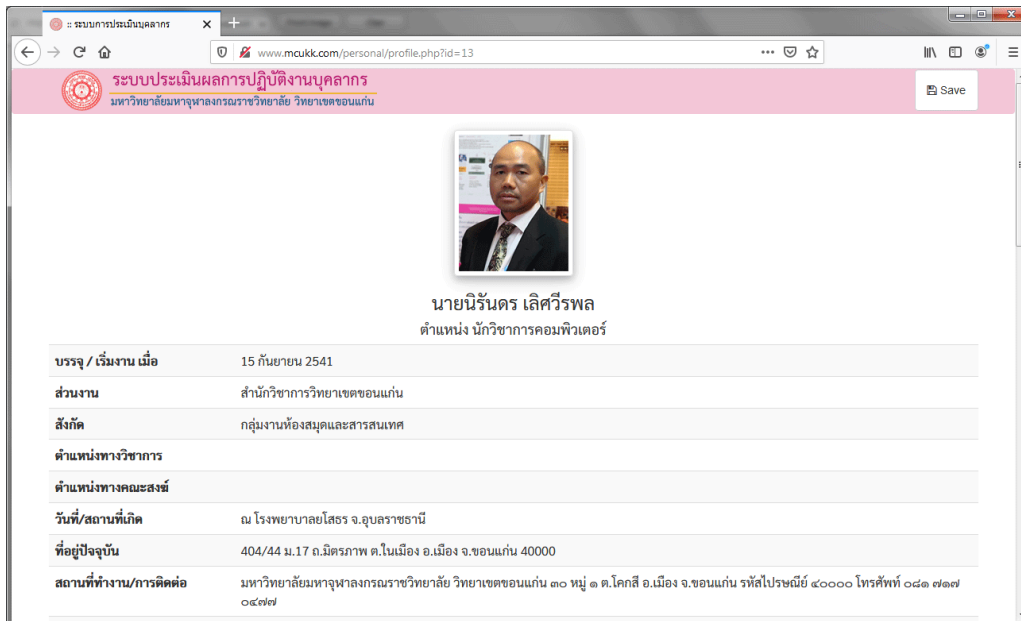 :: ระบบการประเมินบุคลากร
www.mcukk.com/personal/profile.php?id=13
ระบบประเมินผลการปฏิบัติงานบุคลากร
มหาวิทยาลัยมหาจุฬาลงกรณราชวิทยาลัย วิทยาเขตขอนแก่น
Save
นายนิรันดร เลิศวีรพล
ตำแหน่ง นักวิชาการคอมพิวเตอร์
บรรจุ / เริ่มงาน เมื่อ 15 กันยายน 2541
ส่วนงาน สำนักวิชาการวิทยาเขตขอนแก่น
สังกัด กลุ่มงานห้องสมุดและสารสนเทศ
ตำแหน่งทางวิชาการ
ตำแหน่งทางคณะสงฆ์
วันที่/สถานที่เกิด ณ โรงพยาบาลยโสธร จ.อุบลราชธานี
ที่อยู่ปัจจุบัน 404/44 ม.17 ถ.มิตรภาพ ต.ในเมือง อ.เมือง จ.ขอนแก่น 40000
สถานที่ทำงาน/การติดต่อ มหาวิทยาลัยมหาจุฬาลงกรณราชวิทยาลัย วิทยาเขตขอนแก่น ๓๐ หมู่ ๑ ต.โคกสี อ.เมือง จ.ขอนแก่น รหัสไปรษณีย์ ๔๐๐๐๐ โทรศัพท์ ๐๘๑ ๗๑๗
๐๔๗๗